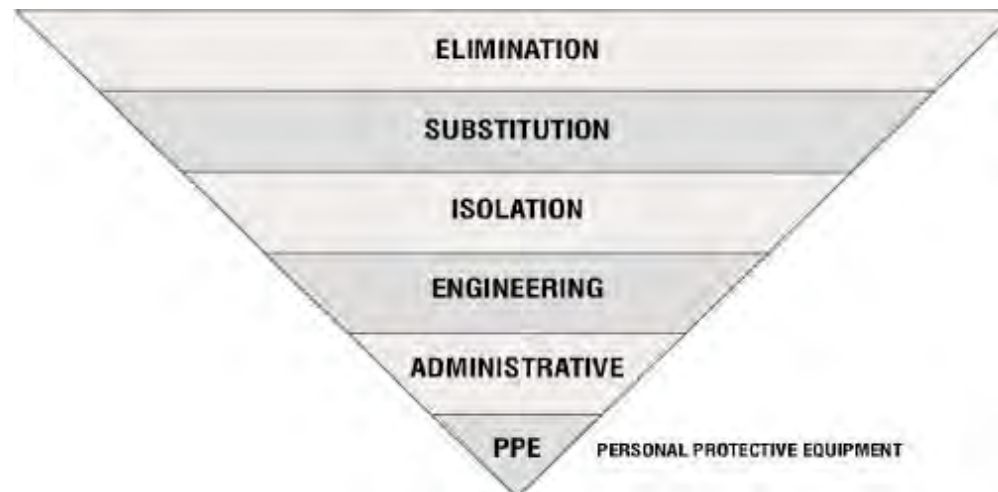 ELIMINATION
SUBSTITUTION
ISOLATION
ENGINEERING
ADMINISTRATIVE
PPE PERSONAL PROTECTIVE EQUIPMENT